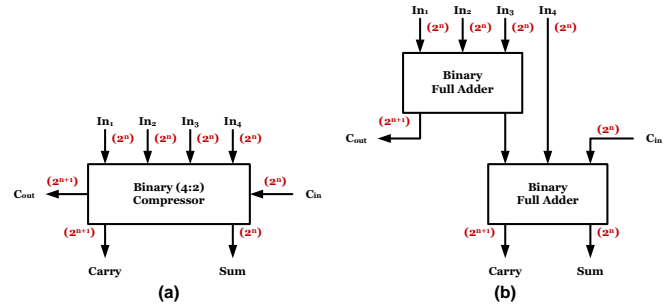 In₁ In₂ In₃ In₄
(2ⁿ) (2ⁿ) (2ⁿ) (2ⁿ)
Binary (4:2)
Compressor
Cout (2ⁿ⁺¹)
(2ⁿ) Cin
(2ⁿ⁺¹) (2ⁿ)
Carry Sum
(a)
In₁ In₂ In₃ In₄
(2ⁿ) (2ⁿ) (2ⁿ) (2ⁿ)
Binary
Full Adder
(2ⁿ⁺¹)
Cout
(2ⁿ)
Cin
Binary
Full Adder
(2ⁿ⁺¹) (2ⁿ)
Carry Sum
(b)